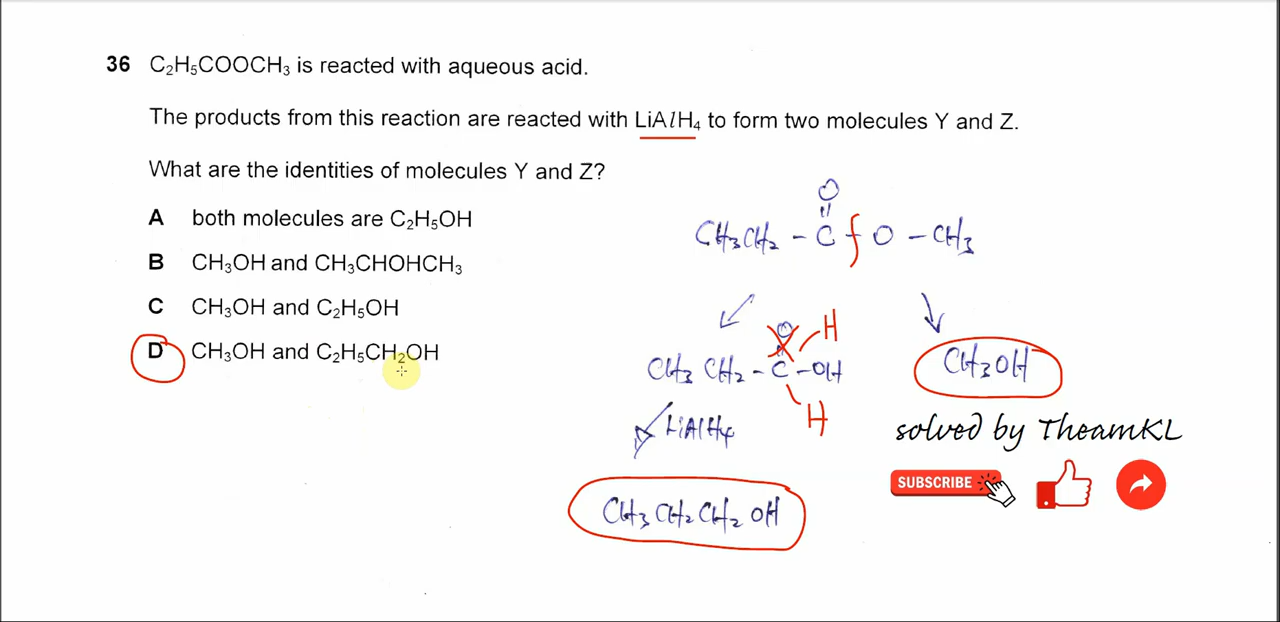 36 C₂H₅COOCH₃ is reacted with aqueous acid.
The products from this reaction are reacted with LiAlH₄ to form two molecules Y and Z.
What are the identities of molecules Y and Z?
A both molecules are C₂H₅OH
B CH₃OH and CH₃CHOHCH₃
C CH₃OH and C₂H₅OH
D CH₃OH and C₂H₅CH₂OH
O
CH₃CH₂ – C – O – CH₃
O H
CH₃ CH₂ – C – OH
H
CH₃OH
LiAlH₄
CH₃ CH₂ CH₂ OH
solved by TheamKL
SUBSCRIBE